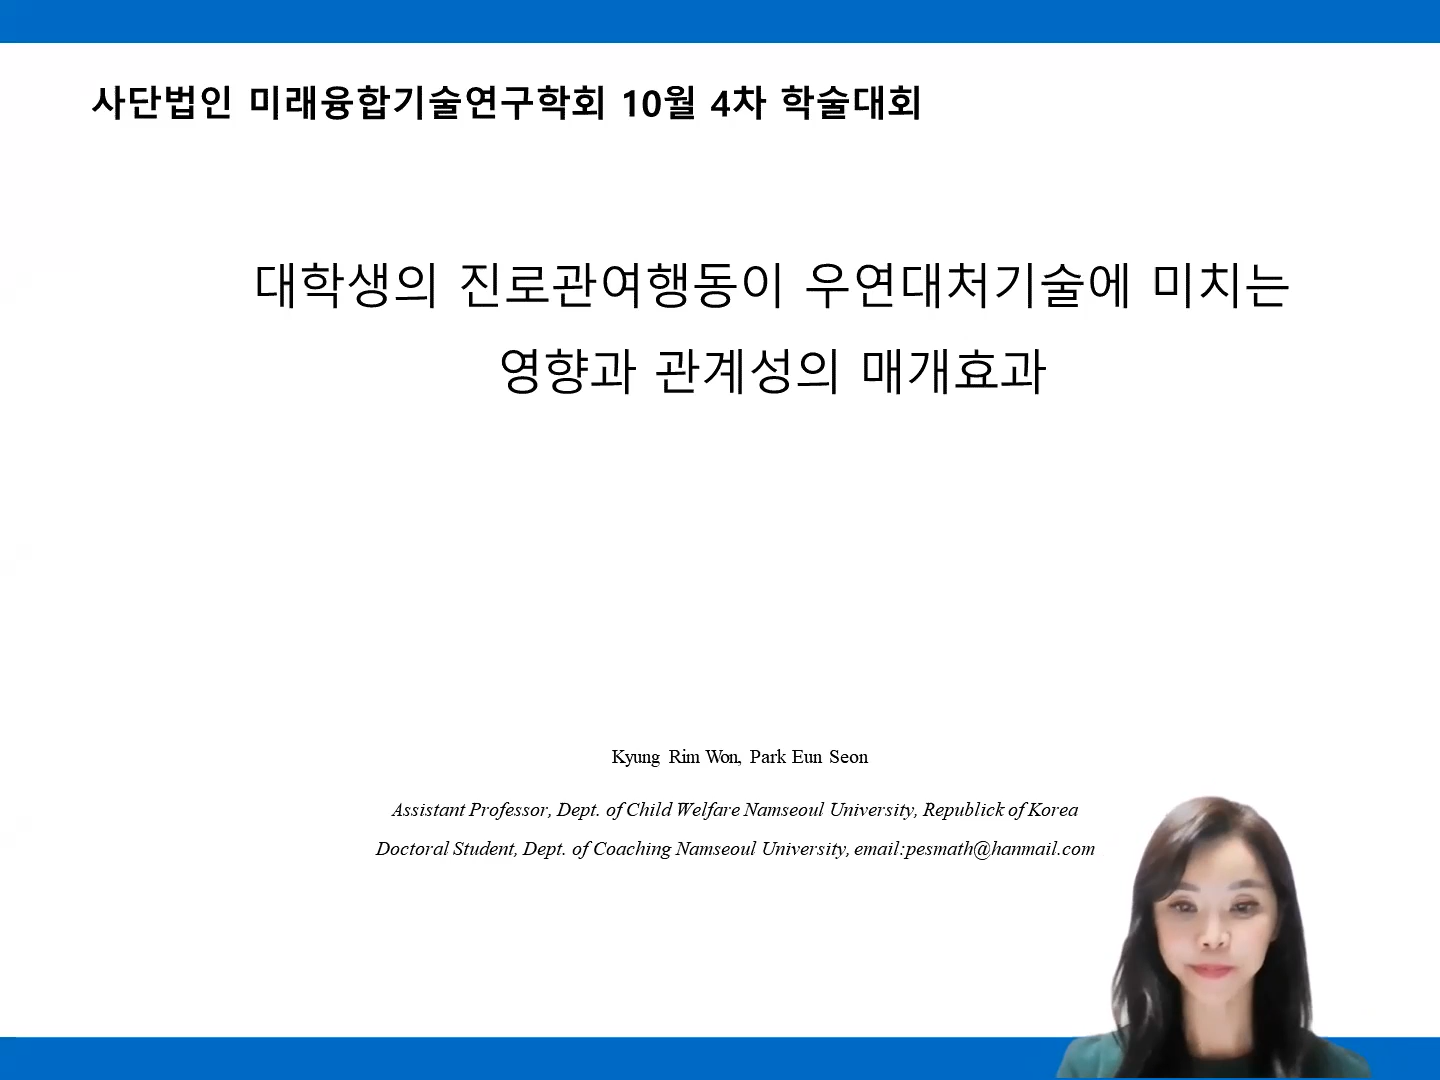 사단법인 미래융합기술연구학회 10월 4차 학술대회
대학생의 진로관여행동이 우연대처기술에 미치는
영향과 관계성의 매개효과
Kyung Rim Won, Park Eun Seon
Assistant Professor, Dept. of Child Welfare Namseoul University, Republick of Korea
Doctoral Student, Dept. of Coaching Namseoul University, email:pesmath@hanmail.com